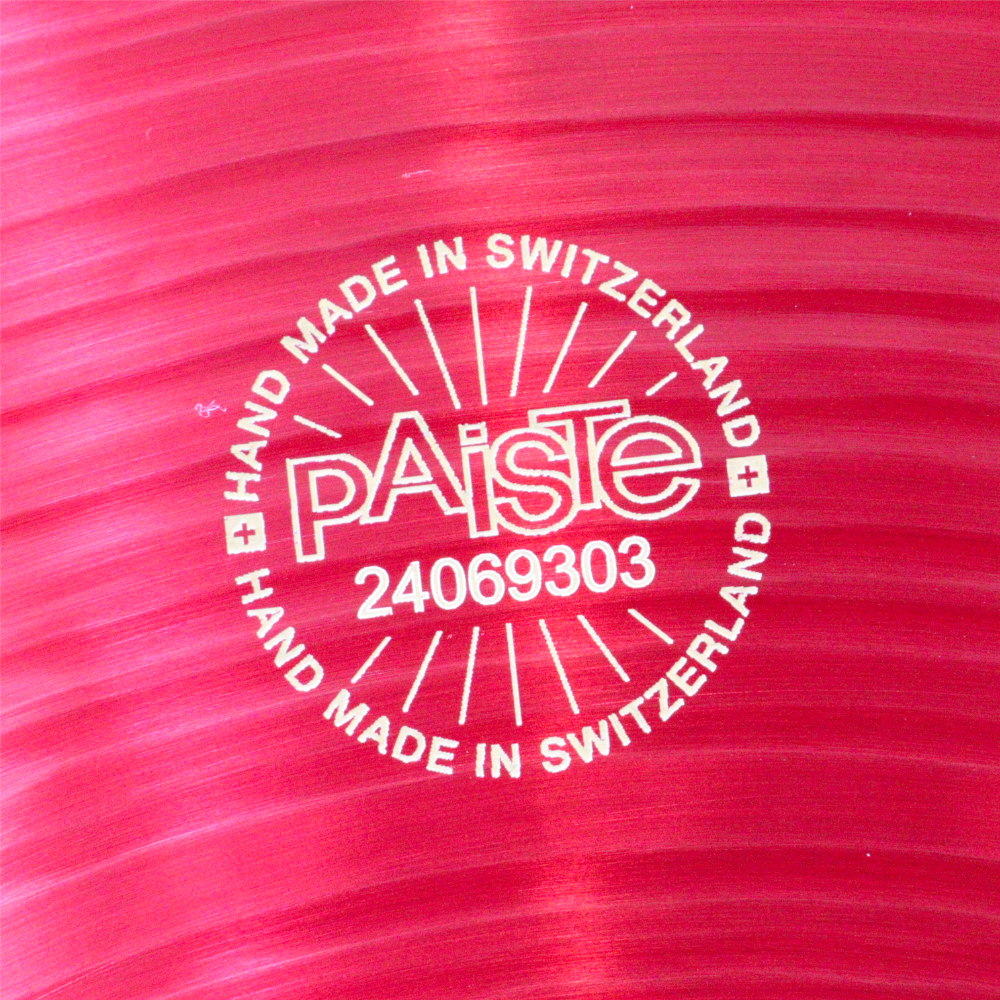 HAND MADE IN SWITZERLAND
PAiSTe
24069303
HAND MADE IN SWITZERLAND